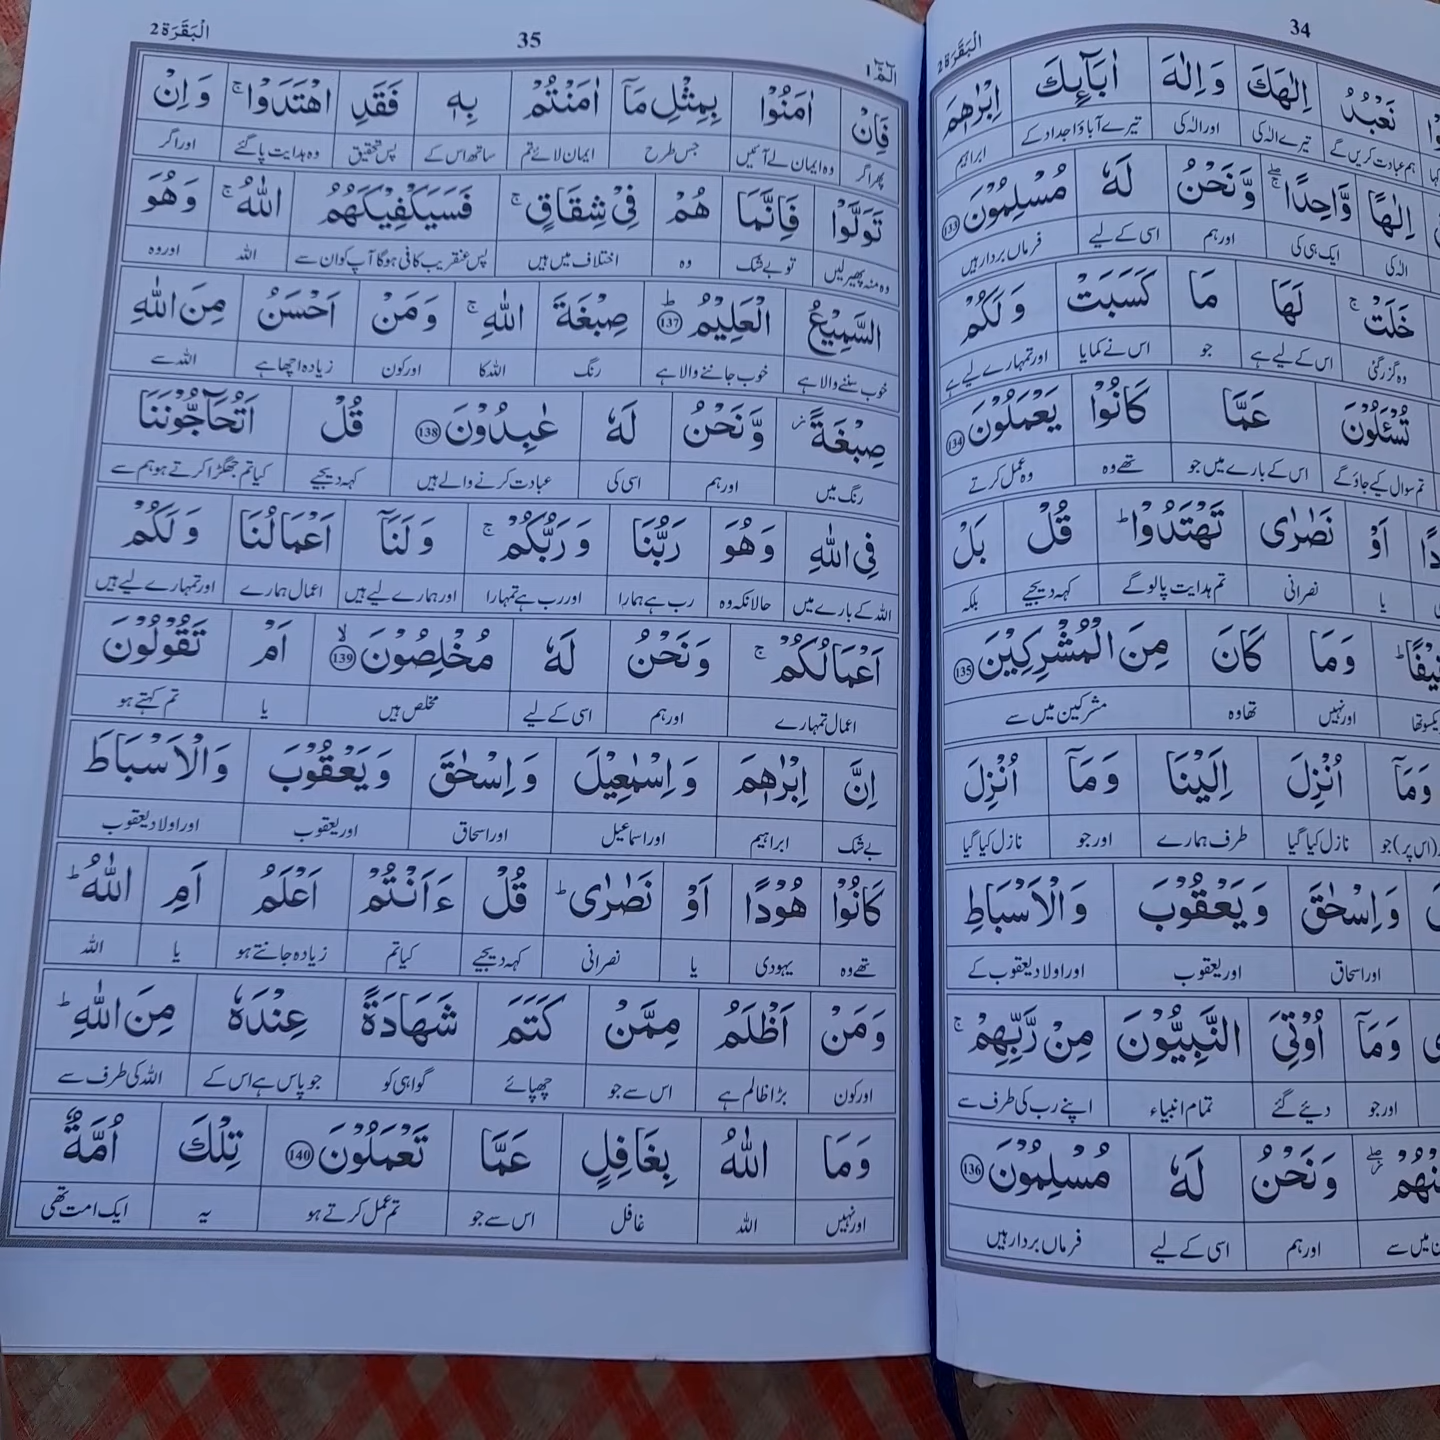 34
اَلْبَقَرَة 2
نَعْبُدُ اِلٰهَكَ وَاِلٰهَ اٰبَآئِكَ اِبْرٰهٖمَ
ہم عبادت کریں گے تیرے الٰہ کی اور الٰہ کی تیرے آباؤ اجداد کے ابراہیم
اِلٰهًا وَّاحِدًا ۖۚ وَّنَحْنُ لَهٗ مُسْلِمُوْنَ 133
الٰہ کی ایک ہی کی اور ہم اسی کے لیے فرماں بردار ہیں
خَلَتْ ۚ لَهَا مَا كَسَبَتْ وَلَكُمْ
وہ گزر گئی اس کے لیے ہے جو اس نے کمایا اور تمہارے لیے ہے
تُسْـَٔلُوْنَ عَمَّا كَانُوْا يَعْمَلُوْنَ 134
تم سوال کیے جاؤ گے اس کے بارے میں جو تھے وہ وہ عمل کرتے
اَوْ نَصٰرٰى تَهْتَدُوْا ؕ قُلْ بَلْ
یا نصرانی تم ہدایت پا لو گے کہہ دیجیے بلکہ
وَمَا كَانَ مِنَ الْمُشْرِكِيْنَ 135
اور نہیں تھا وہ مشرکین میں سے
وَمَآ اُنْزِلَ اِلَيْنَا وَمَآ اُنْزِلَ
جو نازل کیا گیا طرف ہمارے اور جو نازل کیا گیا
وَاِسْحٰقَ وَيَعْقُوْبَ وَالْاَسْبَاطِ
اور اسحاق اور یعقوب اور اولاد یعقوب کے
وَمَآ اُوْتِيَ النَّبِيُّوْنَ مِنْ رَّبِّهِمْ ۚ
اور جو دیئے گئے تمام انبیاء اپنے رب کی طرف سے
وَنَحْنُ لَهٗ مُسْلِمُوْنَ 136
اور ہم اسی کے لیے فرماں بردار ہیں
الٓمّٓ 1
35
اَلْبَقَرَة 2
فَاِنْ اٰمَنُوْا بِمِثْلِ مَآ اٰمَنْتُمْ بِهٖ فَقَدِ اهْتَدَوْا ۚ وَاِنْ
پھر اگر وہ ایمان لے آئیں جس طرح ایمان لائے تم ساتھ اس کے پس تحقیق وہ ہدایت پا گئے اور اگر
تَوَلَّوْا فَاِنَّمَا هُمْ فِيْ شِقَاقٍ ۚ فَسَيَكْفِيْكَهُمُ اللّٰهُ ۚ وَهُوَ
وہ منہ پھیر لیں تو بے شک وہ اختلاف میں ہیں پس عنقریب کافی ہوگا آپ کو ان سے اللہ اور وہ
السَّمِيْعُ الْعَلِيْمُ ؕ 137 صِبْغَةَ اللّٰهِ ۚ وَمَنْ اَحْسَنُ مِنَ اللّٰهِ
خوب سننے والا ہے خوب جاننے والا ہے رنگ اللہ کا اور کون زیادہ اچھا ہے اللہ سے
صِبْغَةً ۡ وَّنَحْنُ لَهٗ عٰبِدُوْنَ 138 قُلْ اَتُحَآجُّوْنَنَا
رنگ میں اور ہم اسی کی عبادت کرنے والے ہیں کہہ دیجیے کیا تم جھگڑا کرتے ہو ہم سے
فِي اللّٰهِ وَهُوَ رَبُّنَا وَرَبُّكُمْ ۚ وَلَنَآ اَعْمَالُنَا وَلَكُمْ
اللہ کے بارے میں حالانکہ وہ رب ہے ہمارا اور رب ہے تمہارا اور ہمارے لیے ہیں اعمال ہمارے اور تمہارے لیے ہیں
اَعْمَالُكُمْ ۚ وَنَحْنُ لَهٗ مُخْلِصُوْنَ ۙ 139 اَمْ تَقُوْلُوْنَ
اعمال تمہارے اور ہم اسی کے لیے مخلص ہیں یا تم کہتے ہو
اِنَّ اِبْرٰهٖمَ وَاِسْمٰعِيْلَ وَاِسْحٰقَ وَيَعْقُوْبَ وَالْاَسْبَاطَ
بے شک ابراہیم اور اسماعیل اور اسحاق اور یعقوب اور اولاد یعقوب
كَانُوْا هُوْدًا اَوْ نَصٰرٰى ؕ قُلْ ءَاَنْتُمْ اَعْلَمُ اَمِ اللّٰهُ ؕ
تھے وہ یہودی یا نصرانی کہہ دیجیے کیا تم زیادہ جانتے ہو یا اللہ
وَمَنْ اَظْلَمُ مِمَّنْ كَتَمَ شَهَادَةً عِنْدَهٗ مِنَ اللّٰهِ ؕ
اور کون بڑا ظالم ہے اس سے جو چھپائے گواہی کو جو پاس ہے اس کے اللہ کی طرف سے
وَمَا اللّٰهُ بِغَافِلٍ عَمَّا تَعْمَلُوْنَ 140 تِلْكَ اُمَّةٌ
اور نہیں اللہ غافل اس سے جو تم عمل کرتے ہو یہ ایک امت تھی